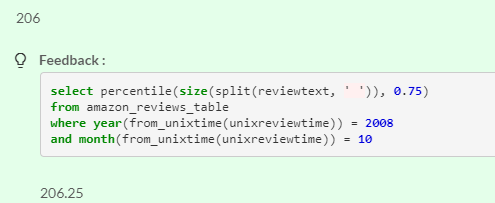 206
Feedback :
select percentile(size(split(reviewtext, ' ')), 0.75)
from amazon_reviews_table
where year(from_unixtime(unixreviewtime)) = 2008
and month(from_unixtime(unixreviewtime)) = 10
206.25